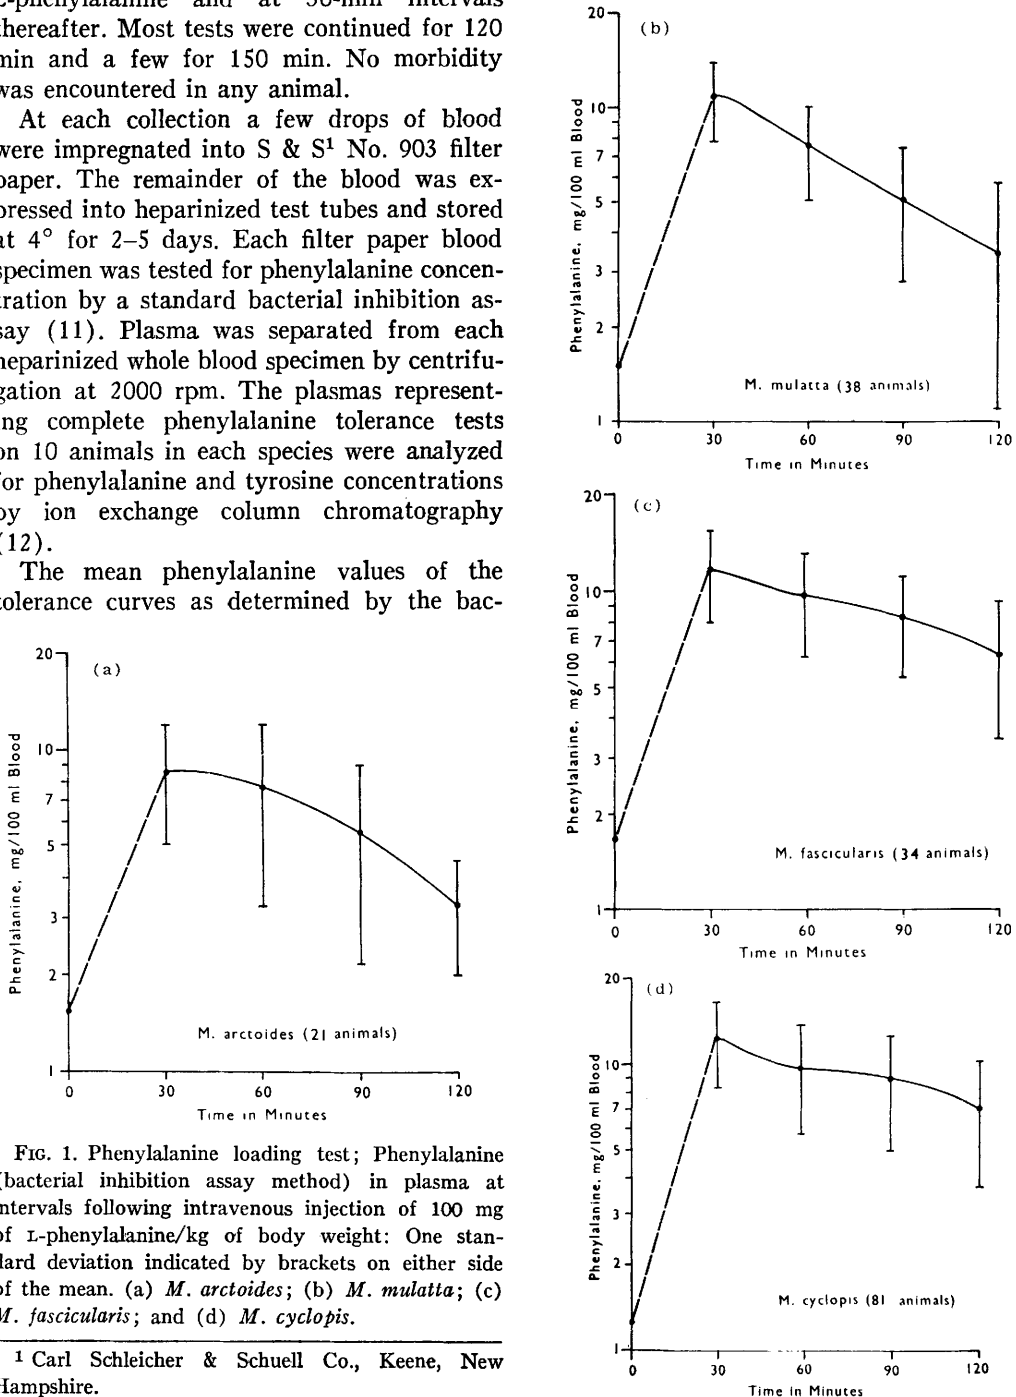 L-phenylalanine and at 30-min intervals
thereafter. Most tests were continued for 120
min and a few for 150 min. No morbidity
was encountered in any animal.
At each collection a few drops of blood
were impregnated into S & S¹ No. 903 filter
paper. The remainder of the blood was ex-
pressed into heparinized test tubes and stored
at 4° for 2–5 days. Each filter paper blood
specimen was tested for phenylalanine concen-
tration by a standard bacterial inhibition as-
say (11). Plasma was separated from each
heparinized whole blood specimen by centrifu-
gation at 2000 rpm. The plasmas represent-
ing complete phenylalanine tolerance tests
on 10 animals in each species were analyzed
for phenylalanine and tyrosine concentrations
by ion exchange column chromatography
(12).
The mean phenylalanine values of the
tolerance curves as determined by the bac-
(a)
Phenylalanine, mg/100 ml Blood
20
10
7
5
3
2
1
M. arctoides (21 animals)
0 30 60 90 120
Time in Minutes
FIG. 1. Phenylalanine loading test; Phenylalanine
(bacterial inhibition assay method) in plasma at
intervals following intravenous injection of 100 mg
of L-phenylalanine/kg of body weight: One stan-
dard deviation indicated by brackets on either side
of the mean. (a) M. arctoides; (b) M. mulatta; (c)
M. fascicularis; and (d) M. cyclopis.
1 Carl Schleicher & Schuell Co., Keene, New
Hampshire.
(b)
Phenylalanine, mg/100 ml Blood
20
10
7
5
3
2
1
M. mulatta (38 animals)
0 30 60 90 120
Time in Minutes
(c)
Phenylalanine, mg/100 ml Blood
20
10
7
5
3
2
1
M. fascicularis (34 animals)
0 30 60 90 120
Time in Minutes
(d)
Phenylalanine, mg/100 ml Blood
20
10
7
5
3
2
1
M. cyclopis (81 animals)
0 30 60 90 120
Time in Minutes